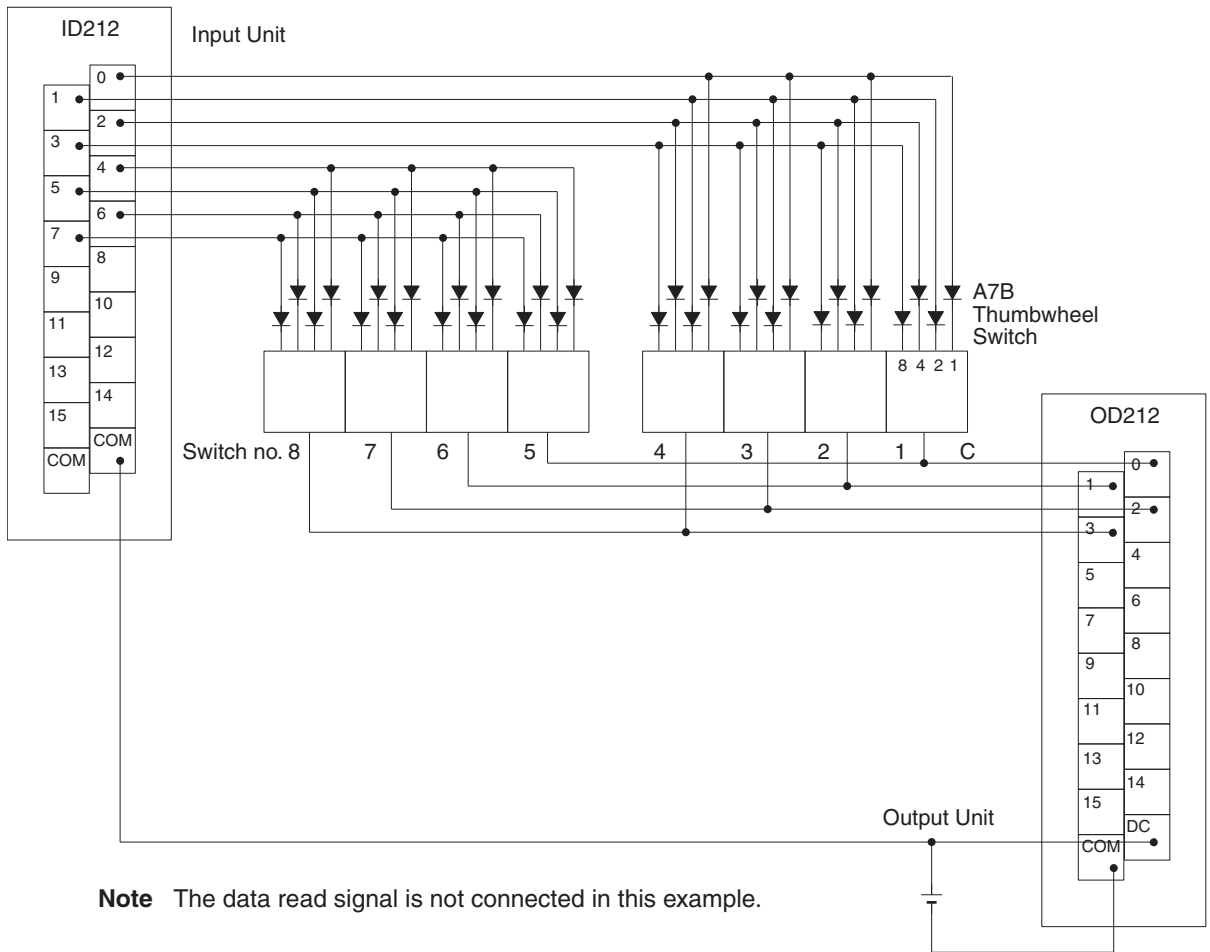 ID212
Input Unit
0
1
2
3
4
5
6
7
8
9
10
11
12
13
14
15
COM
COM
A7B
Thumbwheel
Switch
8 4 2 1
Switch no. 8 7 6 5 4 3 2 1 C
OD212
0
1
2
3
4
5
6
7
8
9
10
11
12
13
14
15
DC
COM
Output Unit
Note The data read signal is not connected in this example.